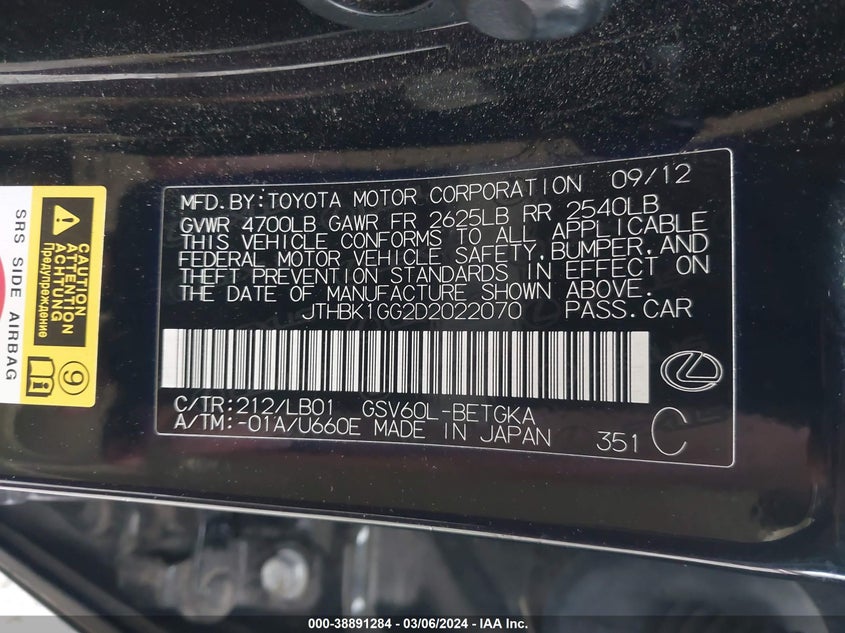 MFD. BY: TOYOTA MOTOR CORPORATION 09/12
GVWR 4700LB GAWR FR 2625LB RR 2540LB
THIS VEHICLE CONFORMS TO ALL APPLICABLE
FEDERAL MOTOR VEHICLE SAFETY, BUMPER, AND
THEFT PREVENTION STANDARDS IN EFFECT ON
THE DATE OF MANUFACTURE SHOWN ABOVE.
JTHBK1GG2D2022070 PASS. CAR
C/TR: 212/LB01 GSV60L-BETGKA
A/TM: -01A/U660E MADE IN JAPAN 351 C
SRS SIDE AIRBAG
CAUTION
ATTENTION
ACHTUNG
Предупреждение
9
000-38891284 - 03/06/2024 - IAA Inc.